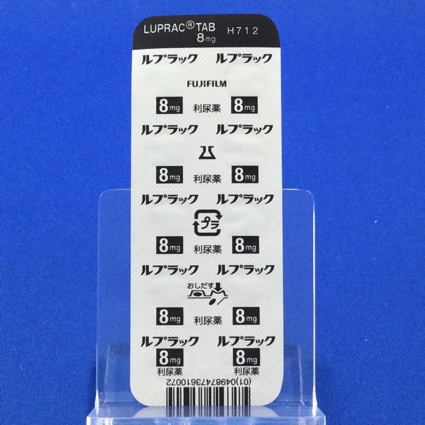 LUPRAC® TAB
8mg H712
ルプラック ルプラック
FUJIFILM
8mg 利尿薬 8mg
ルプラック ルプラック
8mg 利尿薬 8mg
ルプラック ルプラック
プラ
8mg 利尿薬 8mg
ルプラック ルプラック
おしだす
8mg 利尿薬 8mg
ルプラック ルプラック
8mg 8mg
利尿薬 利尿薬
(01)04987473610072